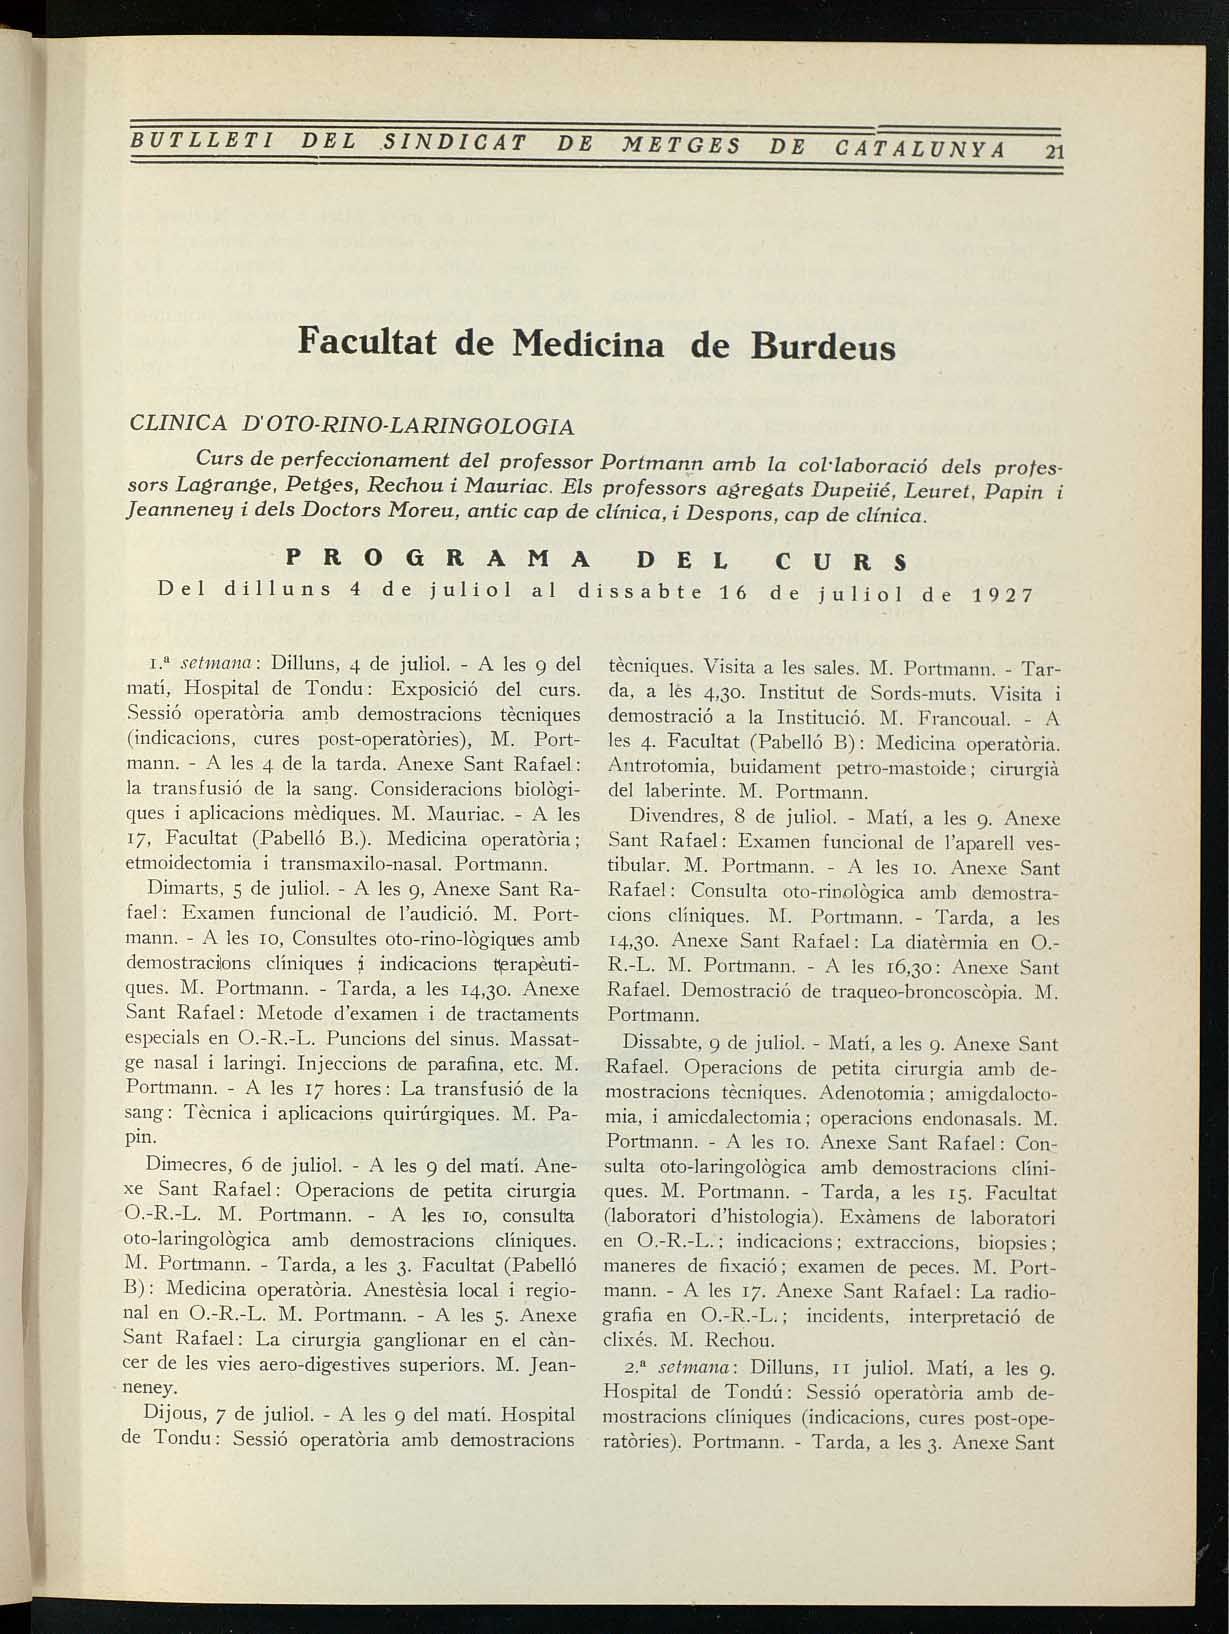 BUTLLETI DEL SINDICAT DE METGES DE CATALUNYA 21
Facultat de Medicina de Burdeus
CLINICA D'OTO-RINO-LARINGOLOGIA
Curs de perfeccionament del professor Portmann amb la col·laboració dels profes-
sors Lagrange, Petges, Rechou i Mauriac. Els professors agregats Dupeiié, Leuret, Papin i
Jeanneney i dels Doctors Moreu, antic cap de clínica, i Despons, cap de clínica.
PROGRAMA DEL CURS
Del dilluns 4 de juliol al dissabte 16 de juliol de 1927
1.ª setmana: Dilluns, 4 de juliol. - A les 9 del
matí, Hospital de Tondu: Exposició del curs.
Sessió operatòria amb demostracions tècniques
(indicacions, cures post-operatòries), M. Port-
mann. - A les 4 de la tarda. Anexe Sant Rafael:
la transfusió de la sang. Consideracions biològi-
ques i aplicacions mèdiques. M. Mauriac. - A les
17, Facultat (Pabelló B.). Medicina operatòria;
etmoidectomia i transmaxilo-nasal. Portmann.
Dimarts, 5 de juliol. - A les 9, Anexe Sant Ra-
fael: Examen funcional de l'audició. M. Port-
mann. - A les 10, Consultes oto-rino-lògiques amb
demostracions clíniques i indicacions terapèuti-
ques. M. Portmann. - Tarda, a les 14,30. Anexe
Sant Rafael: Metode d'examen i de tractaments
especials en O.-R.-L. Puncions del sinus. Massat-
ge nasal i laringi. Injeccions de parafina, etc. M.
Portmann. - A les 17 hores: La transfusió de la
sang: Tècnica i aplicacions quirúrgiques. M. Pa-
pin.
Dimecres, 6 de juliol. - A les 9 del matí. Ane-
xe Sant Rafael: Operacions de petita cirurgia
O.-R.-L. M. Portmann. - A les 10, consulta
oto-laringològica amb demostracions clíniques.
M. Portmann. - Tarda, a les 3. Facultat (Pabelló
B): Medicina operatòria. Anestèsia local i regio-
nal en O.-R.-L. M. Portmann. - A les 5. Anexe
Sant Rafael: La cirurgia ganglionar en el càn-
cer de les vies aero-digestives superiors. M. Jean-
neney.
Dijous, 7 de juliol. - A les 9 del matí. Hospital
de Tondu: Sessió operatòria amb demostracions
tècniques. Visita a les sales. M. Portmann. - Tar-
da, a les 4,30. Institut de Sords-muts. Visita i
demostració a la Institució. M. Francoual. - A
les 4. Facultat (Pabelló B): Medicina operatòria.
Antrotomia, buidament petro-mastoide; cirurgià
del laberinte. M. Portmann.
Divendres, 8 de juliol. - Matí, a les 9. Anexe
Sant Rafael: Examen funcional de l'aparell ves-
tibular. M. Portmann. - A les 10. Anexe Sant
Rafael: Consulta oto-rinològica amb demostra-
cions clíniques. M. Portmann. - Tarda, a les
14,30. Anexe Sant Rafael: La diatèrmia en O.-
R.-L. M. Portmann. - A les 16,30: Anexe Sant
Rafael. Demostració de traqueo-broncoscòpia. M.
Portmann.
Dissabte, 9 de juliol. - Matí, a les 9. Anexe Sant
Rafael. Operacions de petita cirurgia amb de-
mostracions tècniques. Adenotomia; amigdalocto-
mia, i amicdalectomia; operacions endonasals. M.
Portmann. - A les 10. Anexe Sant Rafael: Con-
sulta oto-laringològica amb demostracions clíni-
ques. M. Portmann. - Tarda, a les 15. Facultat
(laboratori d'histologia). Exàmens de laboratori
en O.-R.-L.; indicacions; extraccions, biopsies;
maneres de fixació; examen de peces. M. Port-
mann. - A les 17. Anexe Sant Rafael: La radio-
grafia en O.-R.-L.; incidents, interpretació de
clixés. M. Rechou.
2.ª setmana: Dilluns, 11 juliol. Matí, a les 9.
Hospital de Tondú: Sessió operatòria amb de-
mostracions clíniques (indicacions, cures post-ope-
ratòries). Portmann. - Tarda, a les 3. Anexe Sant